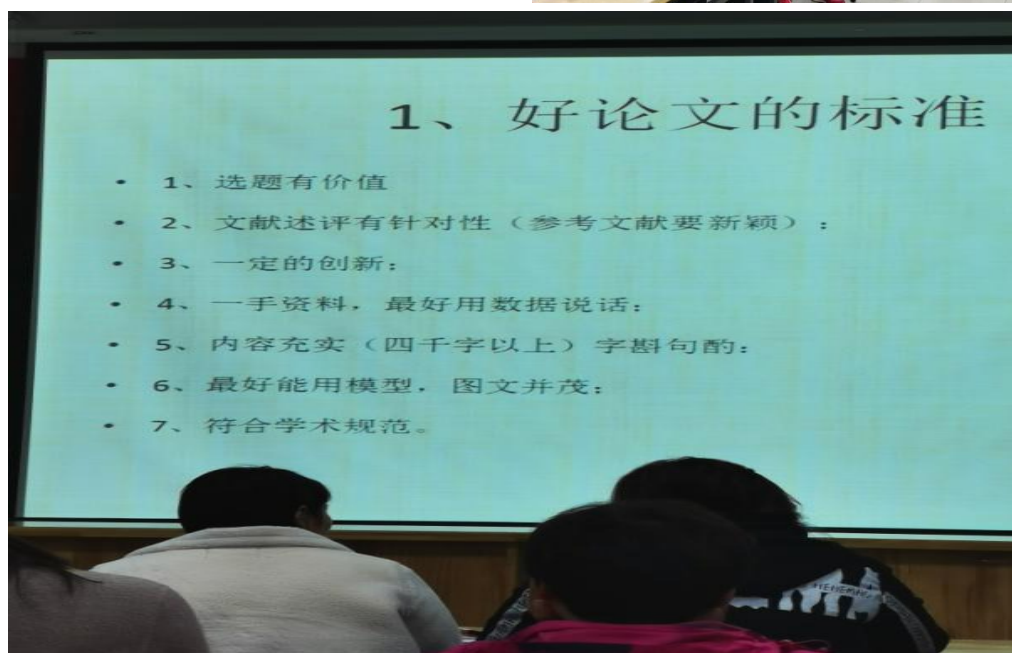 1、好论文的标准
• 1、选题有价值
• 2、文献述评有针对性（参考文献要新颖）；
• 3、一定的创新；
• 4、一手资料，最好用数据说话；
• 5、内容充实（四千字以上）字斟句酌；
• 6、最好能用模型，图文并茂；
• 7、符合学术规范。